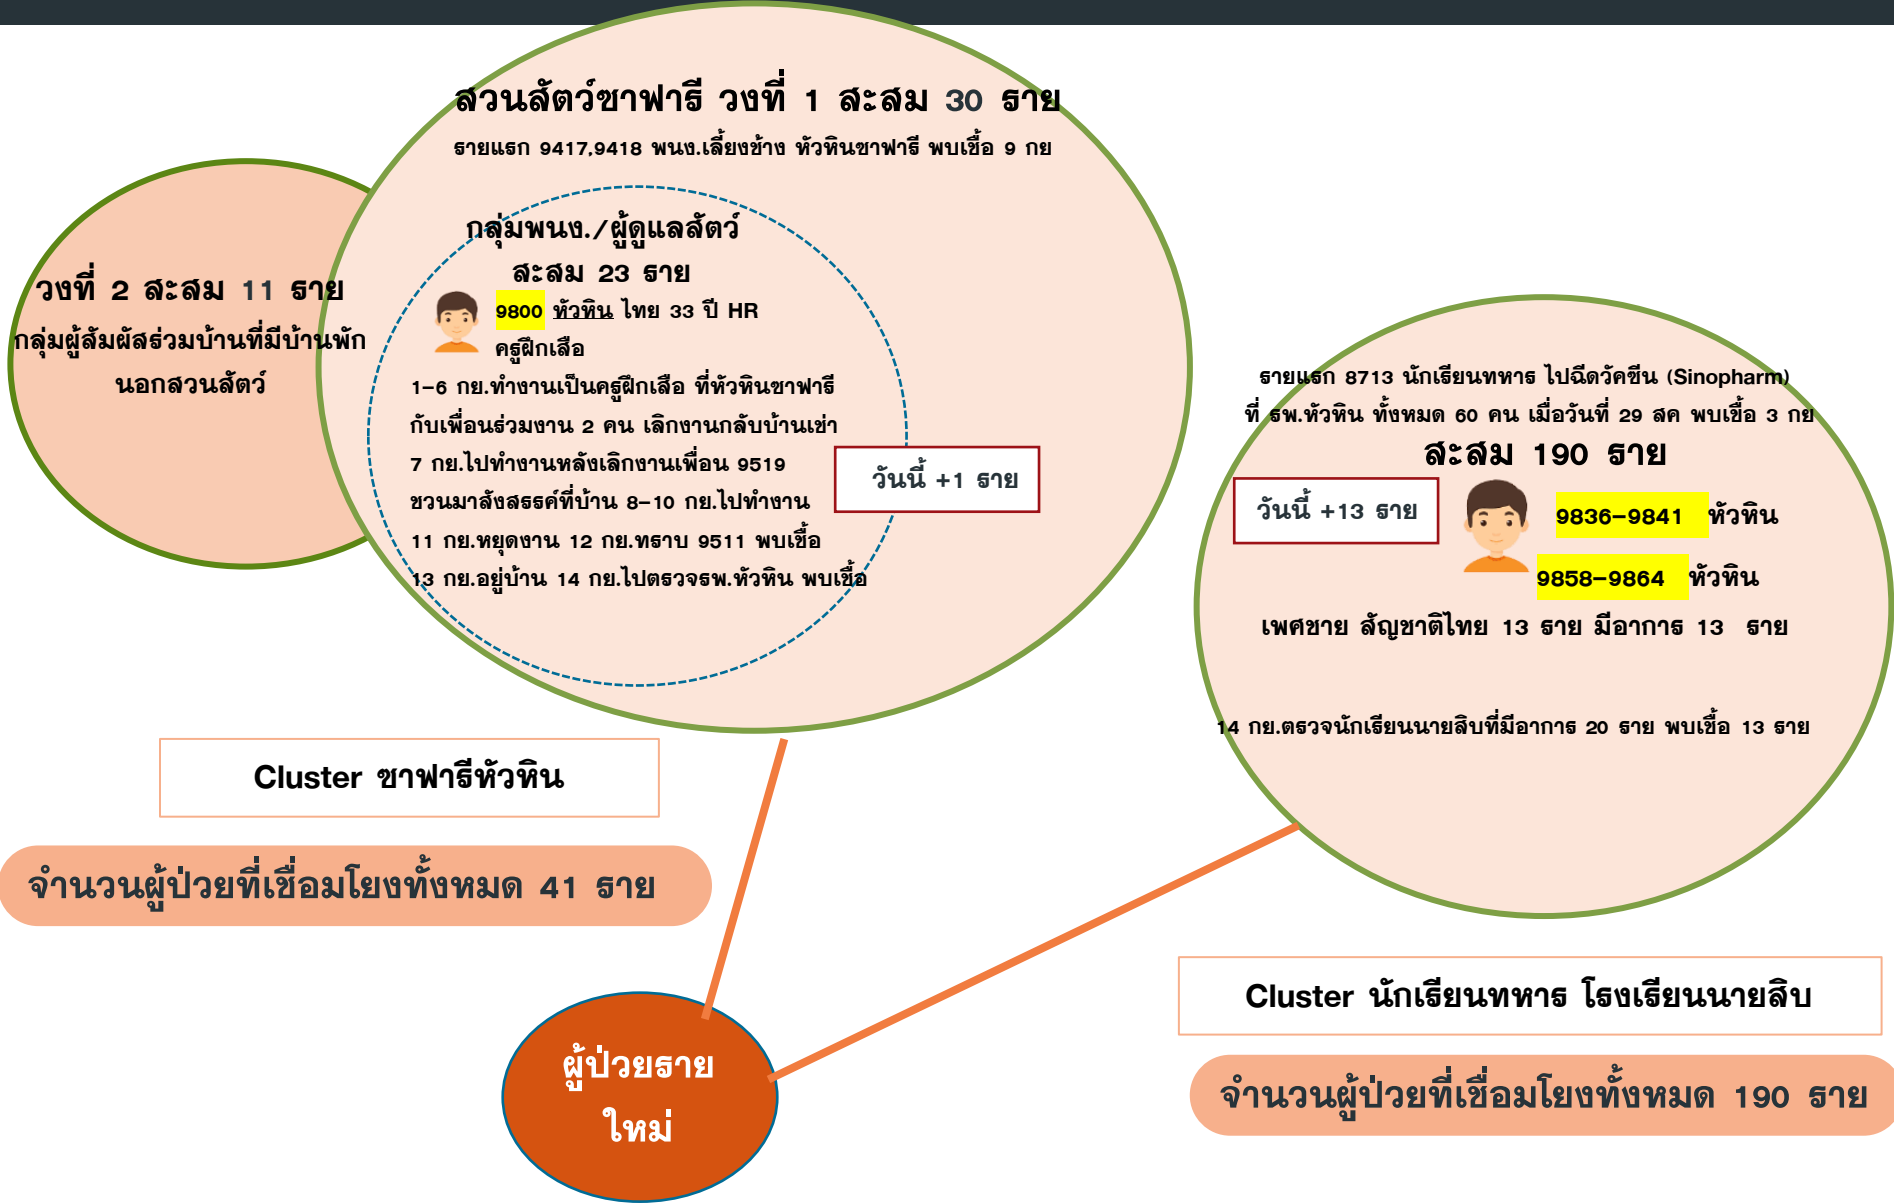 สวนสัตว์ซาฟารี วงที่ 1 สะสม 30 ราย
รายแรก 9417,9418 พนง.เลี้ยงช้าง หัวหินซาฟารี พบเชื้อ 9 กย
กลุ่มพนง./ผู้ดูแลสัตว์
สะสม 23 ราย
9800 หัวหิน ไทย 33 ปี HR
ครูฝึกเสือ
1-6 กย.ทำงานเป็นครูฝึกเสือ ที่หัวหินซาฟารี
กับเพื่อนร่วมงาน 2 คน เลิกงานกลับบ้านเช่า
7 กย.ไปทำงานหลังเลิกงานเพื่อน 9519
ชวนมาสังสรรค์ที่บ้าน 8-10 กย.ไปทำงาน
11 กย.หยุดงาน 12 กย.ทราบ 9511 พบเชื้อ
13 กย.อยู่บ้าน 14 กย.ไปตรวจรพ.หัวหิน พบเชื้อ
วันนี้ +1 ราย
วงที่ 2 สะสม 11 ราย
กลุ่มผู้สัมผัสร่วมบ้านที่มีบ้านพัก
นอกสวนสัตว์
รายแรก 8713 นักเรียนทหาร ไปฉีดวัคซีน (Sinopharm)
ที่ รพ.หัวหิน ทั้งหมด 60 คน เมื่อวันที่ 29 สค พบเชื้อ 3 กย
สะสม 190 ราย
วันนี้ +13 ราย
9836-9841 หัวหิน
9858-9864 หัวหิน
เพศชาย สัญชาติไทย 13 ราย มีอาการ 13 ราย
14 กย.ตรวจนักเรียนนายสิบที่มีอาการ 20 ราย พบเชื้อ 13 ราย
Cluster ซาฟารีหัวหิน
จำนวนผู้ป่วยที่เชื่อมโยงทั้งหมด 41 ราย
Cluster นักเรียนทหาร โรงเรียนนายสิบ
จำนวนผู้ป่วยที่เชื่อมโยงทั้งหมด 190 ราย
ผู้ป่วยราย
ใหม่